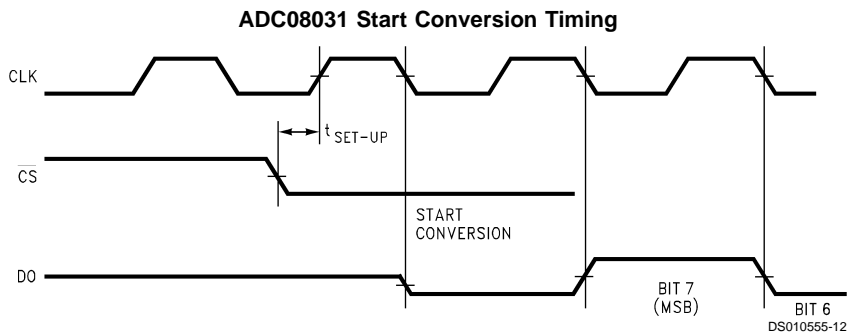 ADC08031 Start Conversion Timing
CLK
t SET-UP
CS
START
CONVERSION
DO
BIT 7
(MSB)
BIT 6
DS010555-12